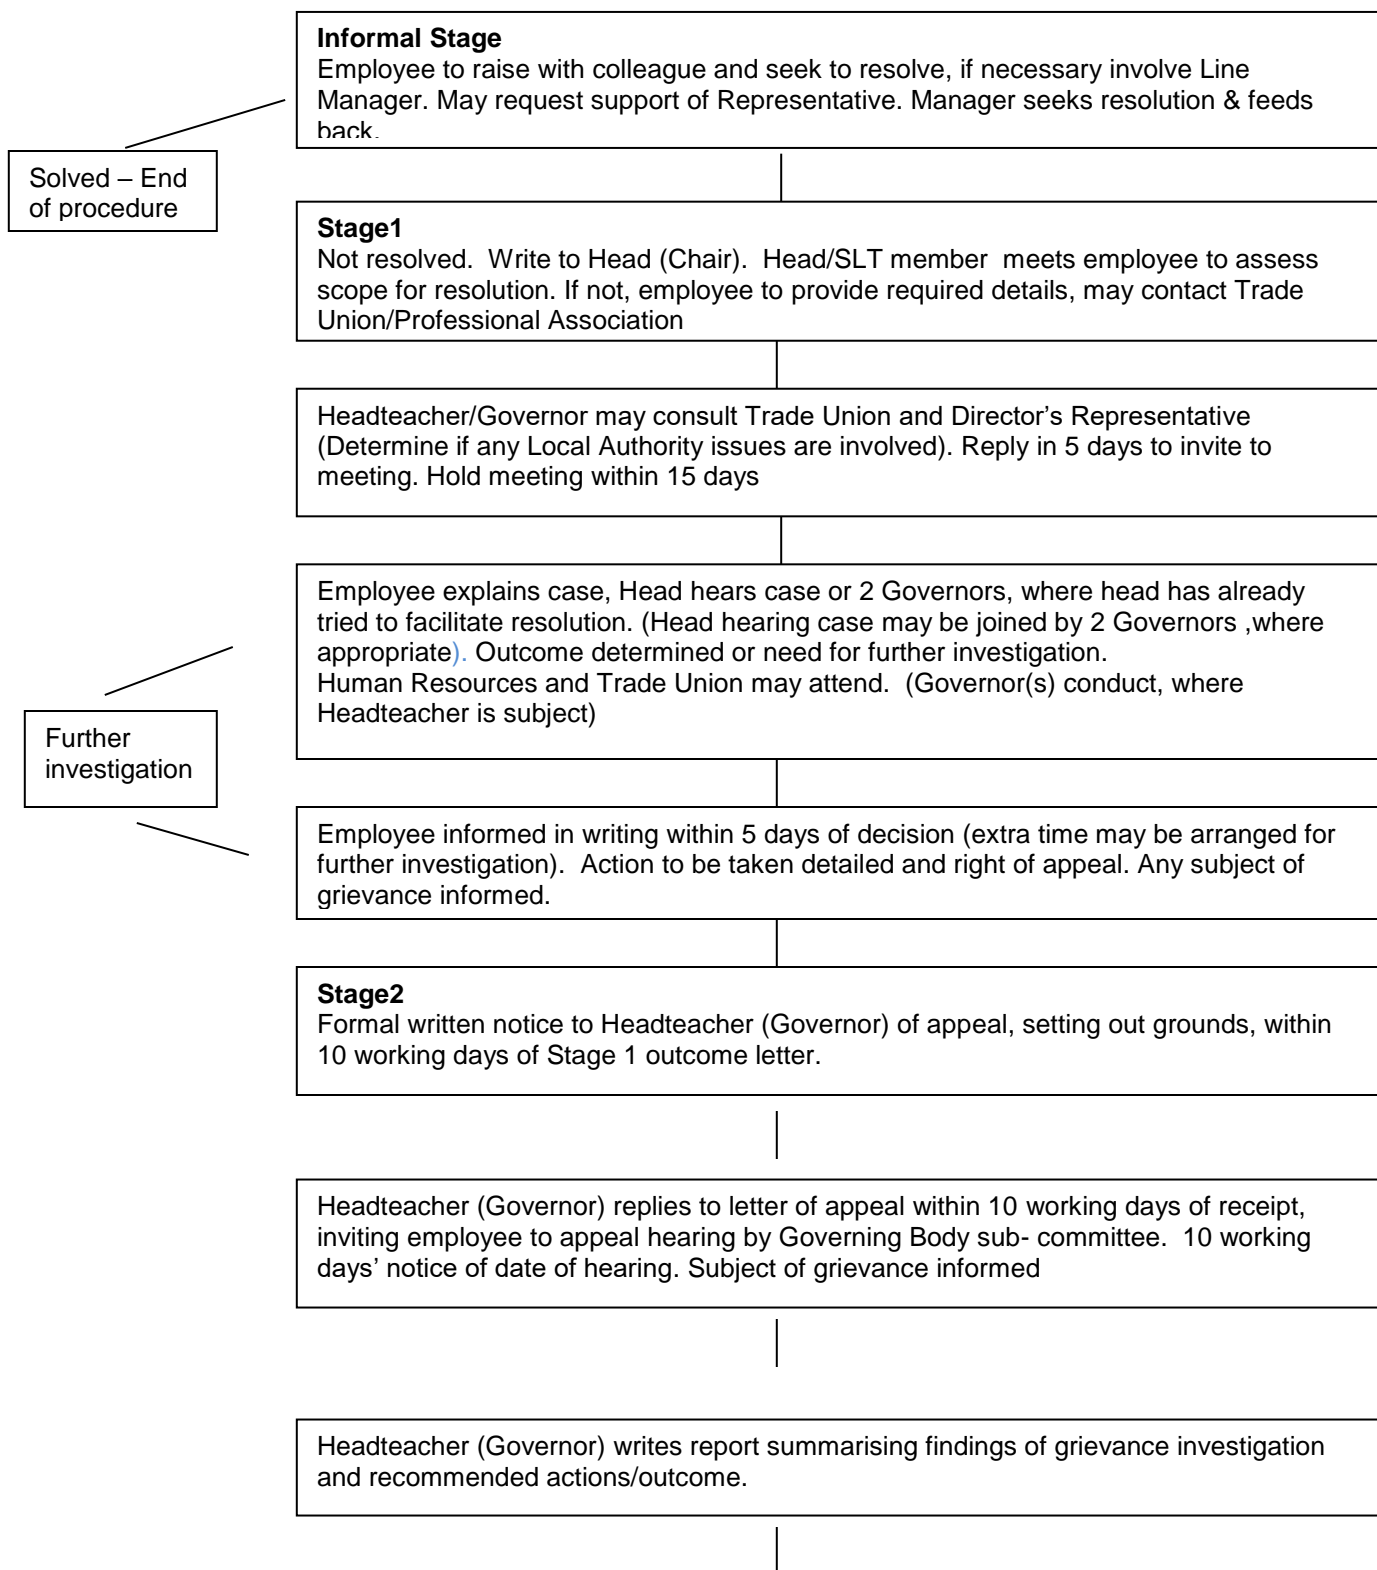 Informal Stage
Employee to raise with colleague and seek to resolve, if necessary involve Line
Manager. May request support of Representative. Manager seeks resolution & feeds
back.
Solved – End
of procedure
Stage1
Not resolved.  Write to Head (Chair).  Head/SLT member  meets employee to assess
scope for resolution. If not, employee to provide required details, may contact Trade
Union/Professional Association
Headteacher/Governor may consult Trade Union and Director’s Representative
(Determine if any Local Authority issues are involved). Reply in 5 days to invite to
meeting. Hold meeting within 15 days
Employee explains case, Head hears case or 2 Governors, where head has already
tried to facilitate resolution. (Head hearing case may be joined by 2 Governors ,where
appropriate). Outcome determined or need for further investigation.
Human Resources and Trade Union may attend.  (Governor(s) conduct, where
Headteacher is subject)
Further
investigation
Employee informed in writing within 5 days of decision (extra time may be arranged for
further investigation).  Action to be taken detailed and right of appeal. Any subject of
grievance informed.
Stage2
Formal written notice to Headteacher (Governor) of appeal, setting out grounds, within
10 working days of Stage 1 outcome letter.
Headteacher (Governor) replies to letter of appeal within 10 working days of receipt,
inviting employee to appeal hearing by Governing Body sub- committee.  10 working
days’ notice of date of hearing. Subject of grievance informed
Headteacher (Governor) writes report summarising findings of grievance investigation
and recommended actions/outcome.